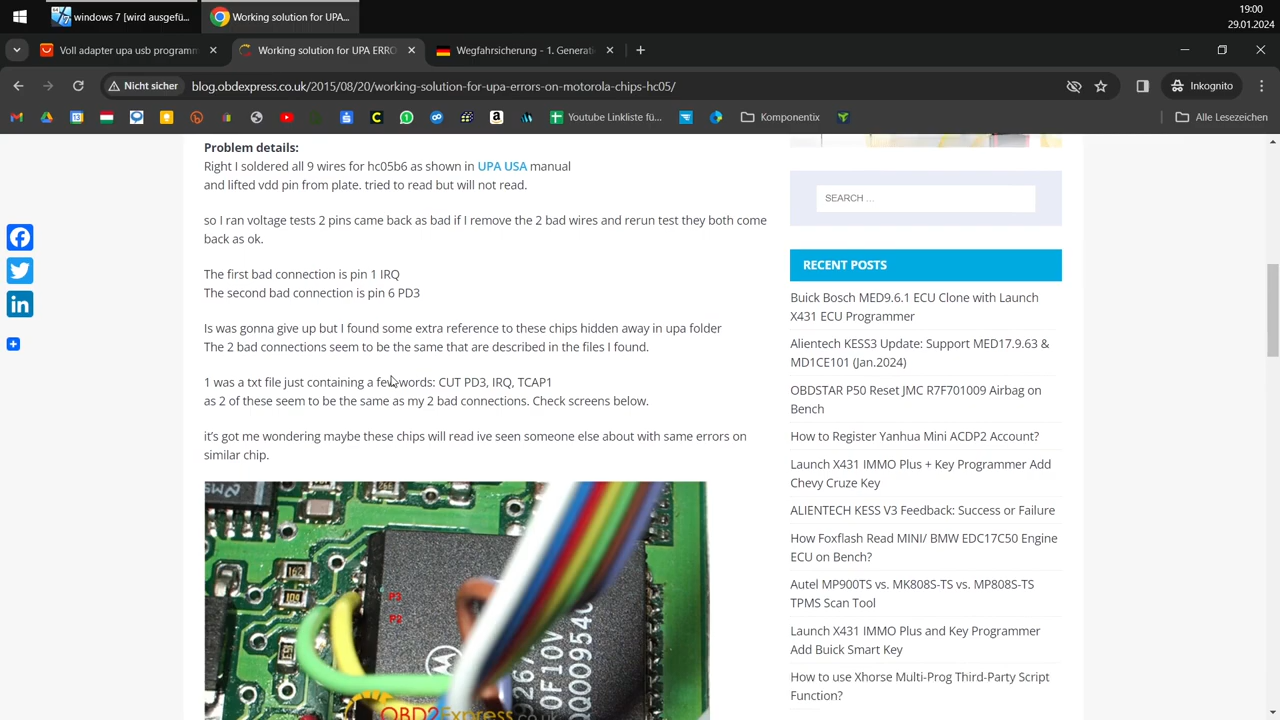 windows 7 [wird ausgefü...
Working solution for UPA...
19:00
29.01.2024
Voll adapter upa usb programm
Working solution for UPA ERRO
Wegfahrsicherung - 1. Generati
Nicht sicher
blog.obdexpress.co.uk/2015/08/20/working-solution-for-upa-errors-on-motorola-chips-hc05/
Inkognito
Youtube Linkliste fü...
Komponentix
Alle Lesezeichen
Problem details:
Right I soldered all 9 wires for hc05b6 as shown in UPA USA manual
and lifted vdd pin from plate. tried to read but will not read.
so I ran voltage tests 2 pins came back as bad if I remove the 2 bad wires and rerun test they both come
back as ok.
The first bad connection is pin 1 IRQ
The second bad connection is pin 6 PD3
Is was gonna give up but I found some extra reference to these chips hidden away in upa folder
The 2 bad connections seem to be the same that are described in the files I found.
1 was a txt file just containing a few words: CUT PD3, IRQ, TCAP1
as 2 of these seem to be the same as my 2 bad connections. Check screens below.
it's got me wondering maybe these chips will read ive seen someone else about with same errors on
similar chip.
162
104
P3
P2
0F10V
QQ00954
OBD2Express.co.uk
SEARCH ...
RECENT POSTS
Buick Bosch MED9.6.1 ECU Clone with Launch
X431 ECU Programmer
Alientech KESS3 Update: Support MED17.9.63 &
MD1CE101 (Jan.2024)
OBDSTAR P50 Reset JMC R7F701009 Airbag on
Bench
How to Register Yanhua Mini ACDP2 Account?
Launch X431 IMMO Plus + Key Programmer Add
Chevy Cruze Key
ALIENTECH KESS V3 Feedback: Success or Failure
How Foxflash Read MINI/ BMW EDC17C50 Engine
ECU on Bench?
Autel MP900TS vs. MK808S-TS vs. MP808S-TS
TPMS Scan Tool
Launch X431 IMMO Plus and Key Programmer
Add Buick Smart Key
How to use Xhorse Multi-Prog Third-Party Script
Function?